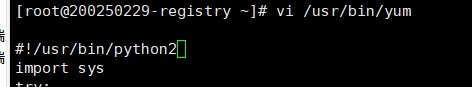 [root@200250229-registry ~]# vi /usr/bin/yum
#!/usr/bin/python2
import sys
try: